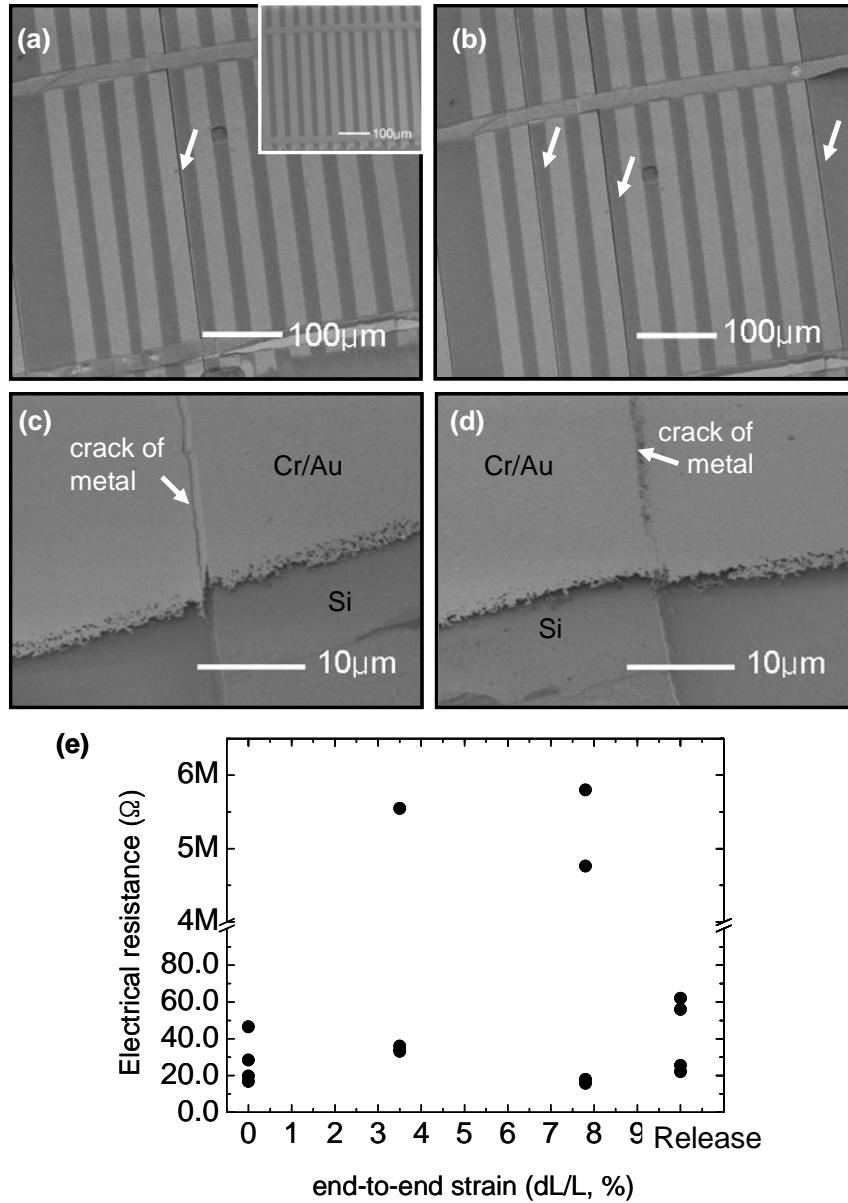 (a)
100μm
100μm
(b)
100μm
(c)
crack of
metal
Cr/Au
Si
10μm
(d)
Cr/Au
crack of
metal
Si
10μm
(e)
Electrical resistance (Ω)
6M
5M
4M
80.0
60.0
40.0
20.0
0.0
0 1 2 3 4 5 6 7 8 9 Release
end-to-end strain (dL/L, %)